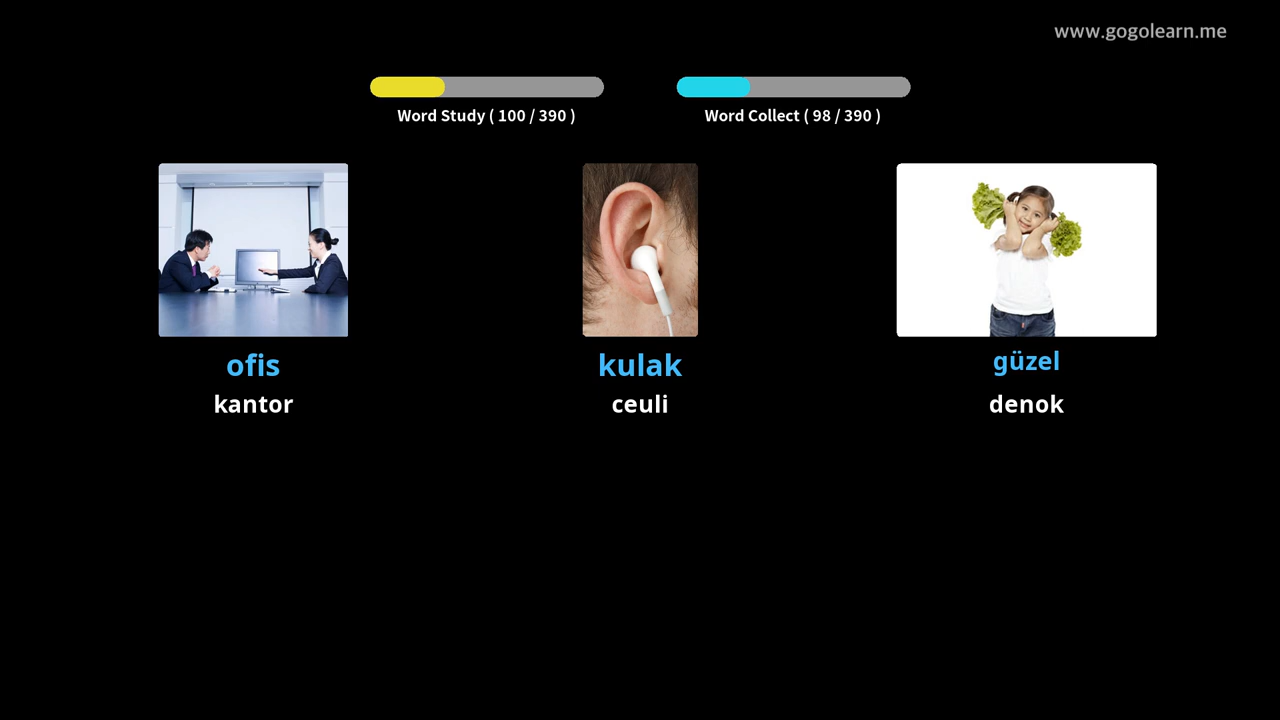 www.gogolearn.me
Word Study ( 100 / 390 )
Word Collect ( 98 / 390 )
ofis
kantor
kulak
ceuli
güzel
denok